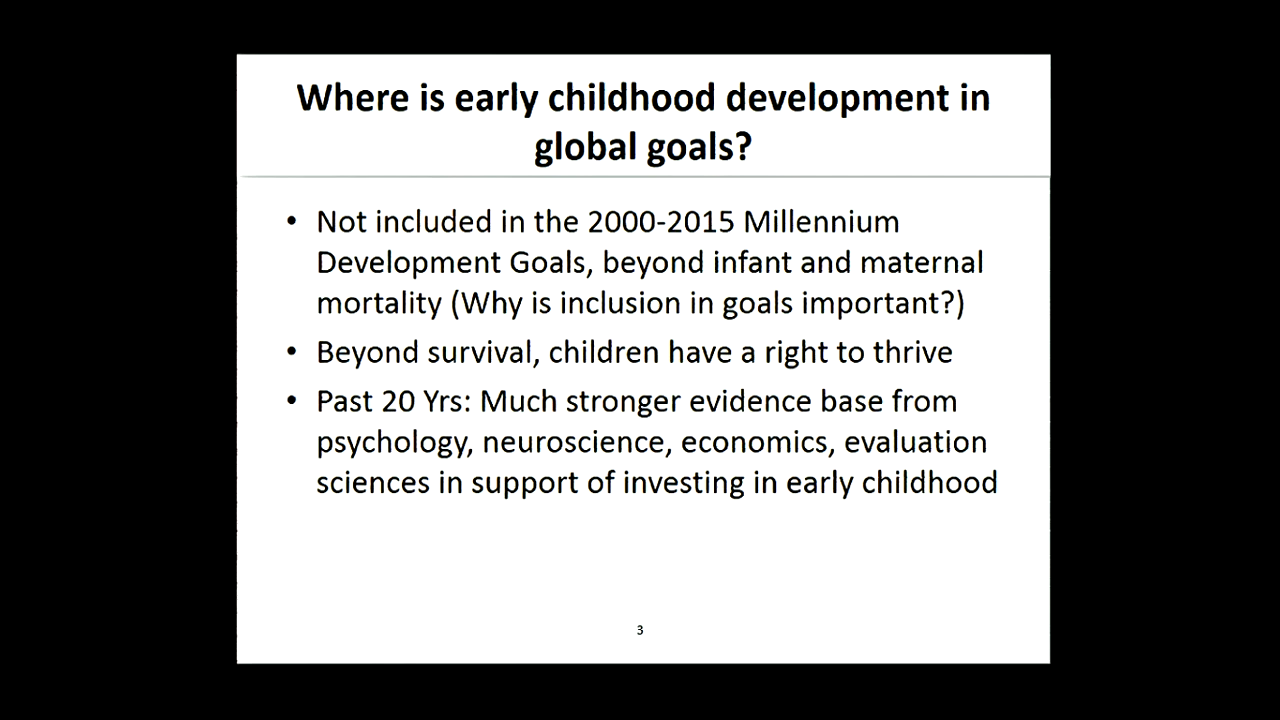 Where is early childhood development in
global goals?
• Not included in the 2000-2015 Millennium
Development Goals, beyond infant and maternal
mortality (Why is inclusion in goals important?)
• Beyond survival, children have a right to thrive
• Past 20 Yrs: Much stronger evidence base from
psychology, neuroscience, economics, evaluation
sciences in support of investing in early childhood
3